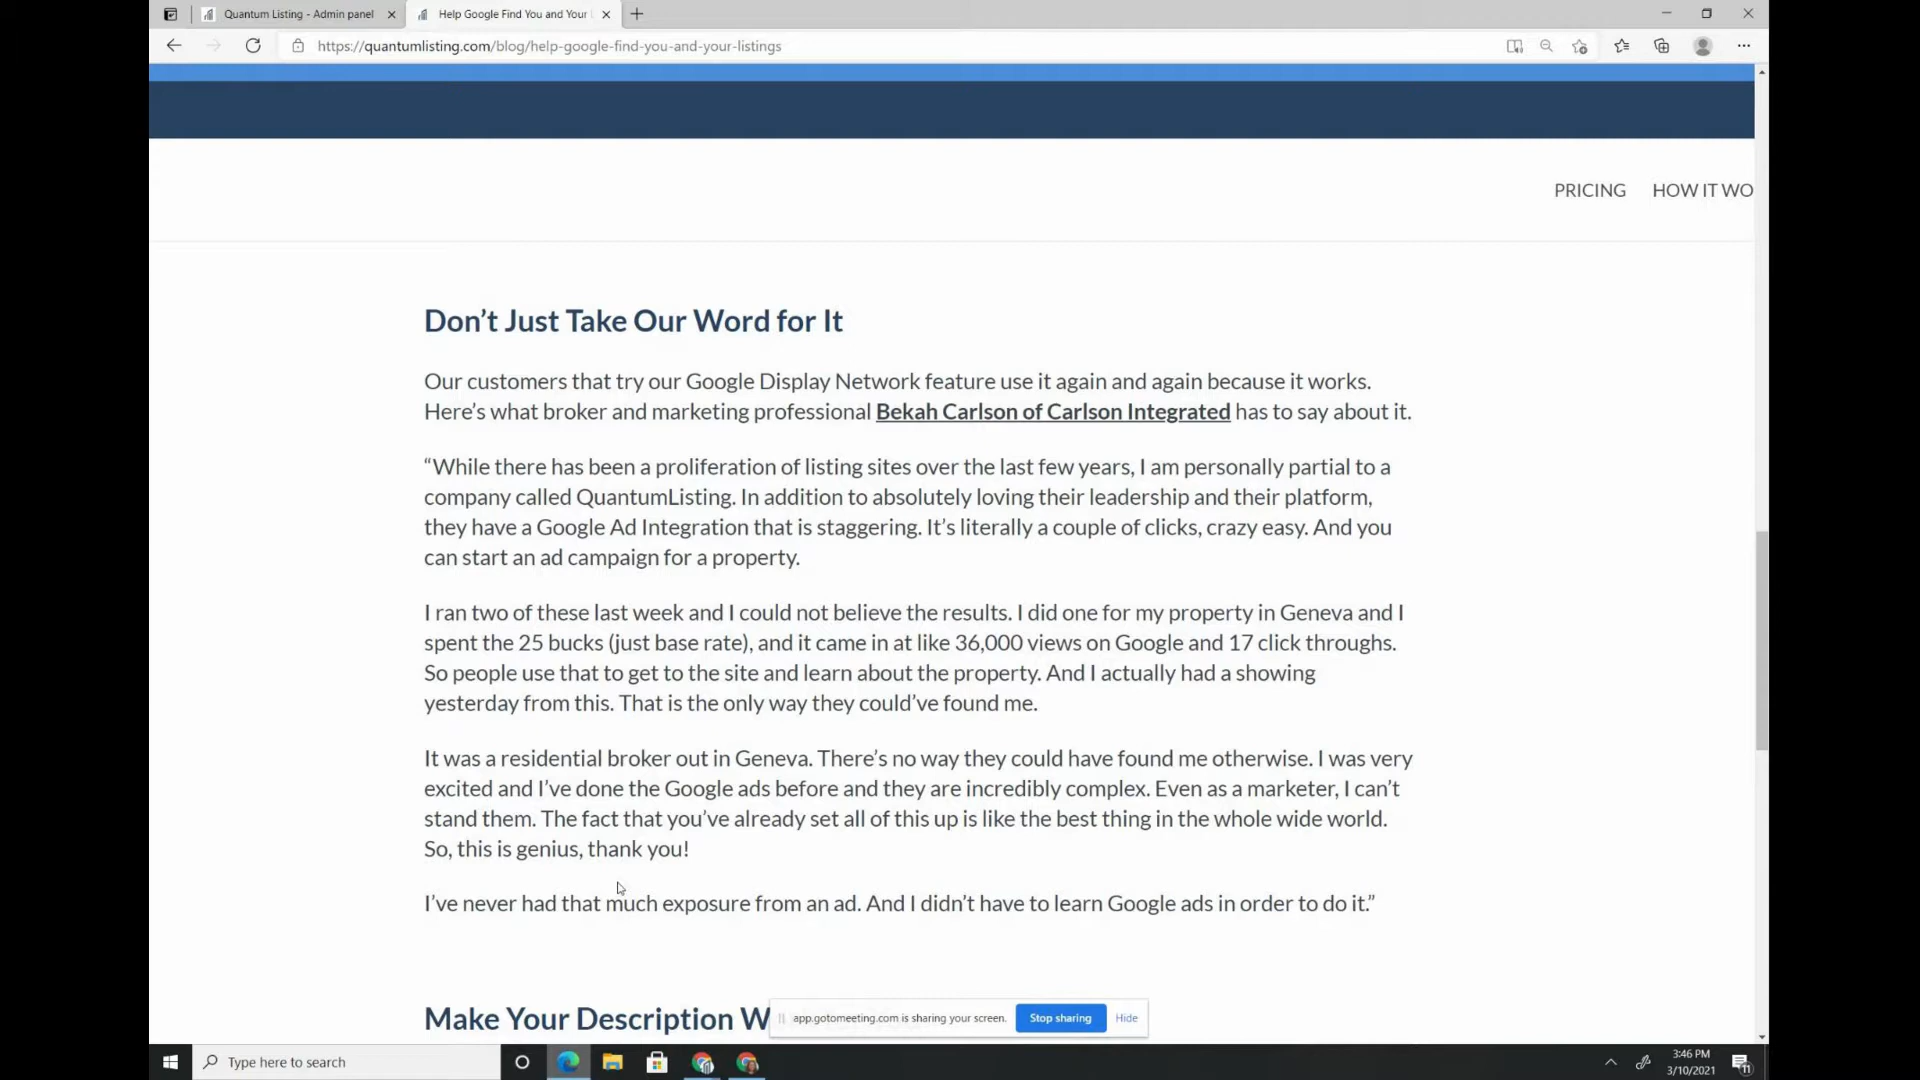 Quantum Listing - Admin panel
Help Google Find You and Your L
https://quantumlisting.com/blog/help-google-find-you-and-your-listings
PRICING HOW IT WO
Don’t Just Take Our Word for It
Our customers that try our Google Display Network feature use it again and again because it works.
Here’s what broker and marketing professional Bekah Carlson of Carlson Integrated has to say about it.
“While there has been a proliferation of listing sites over the last few years, I am personally partial to a
company called QuantumListing. In addition to absolutely loving their leadership and their platform,
they have a Google Ad Integration that is staggering. It’s literally a couple of clicks, crazy easy. And you
can start an ad campaign for a property.
I ran two of these last week and I could not believe the results. I did one for my property in Geneva and I
spent the 25 bucks (just base rate), and it came in at like 36,000 views on Google and 17 click throughs.
So people use that to get to the site and learn about the property. And I actually had a showing
yesterday from this. That is the only way they could’ve found me.
It was a residential broker out in Geneva. There’s no way they could have found me otherwise. I was very
excited and I’ve done the Google ads before and they are incredibly complex. Even as a marketer, I can’t
stand them. The fact that you’ve already set all of this up is like the best thing in the whole wide world.
So, this is genius, thank you!
I’ve never had that much exposure from an ad. And I didn’t have to learn Google ads in order to do it.”
Make Your Description W
app.gotomeeting.com is sharing your screen. Stop sharing Hide
Type here to search
3:46 PM
3/10/2021
11